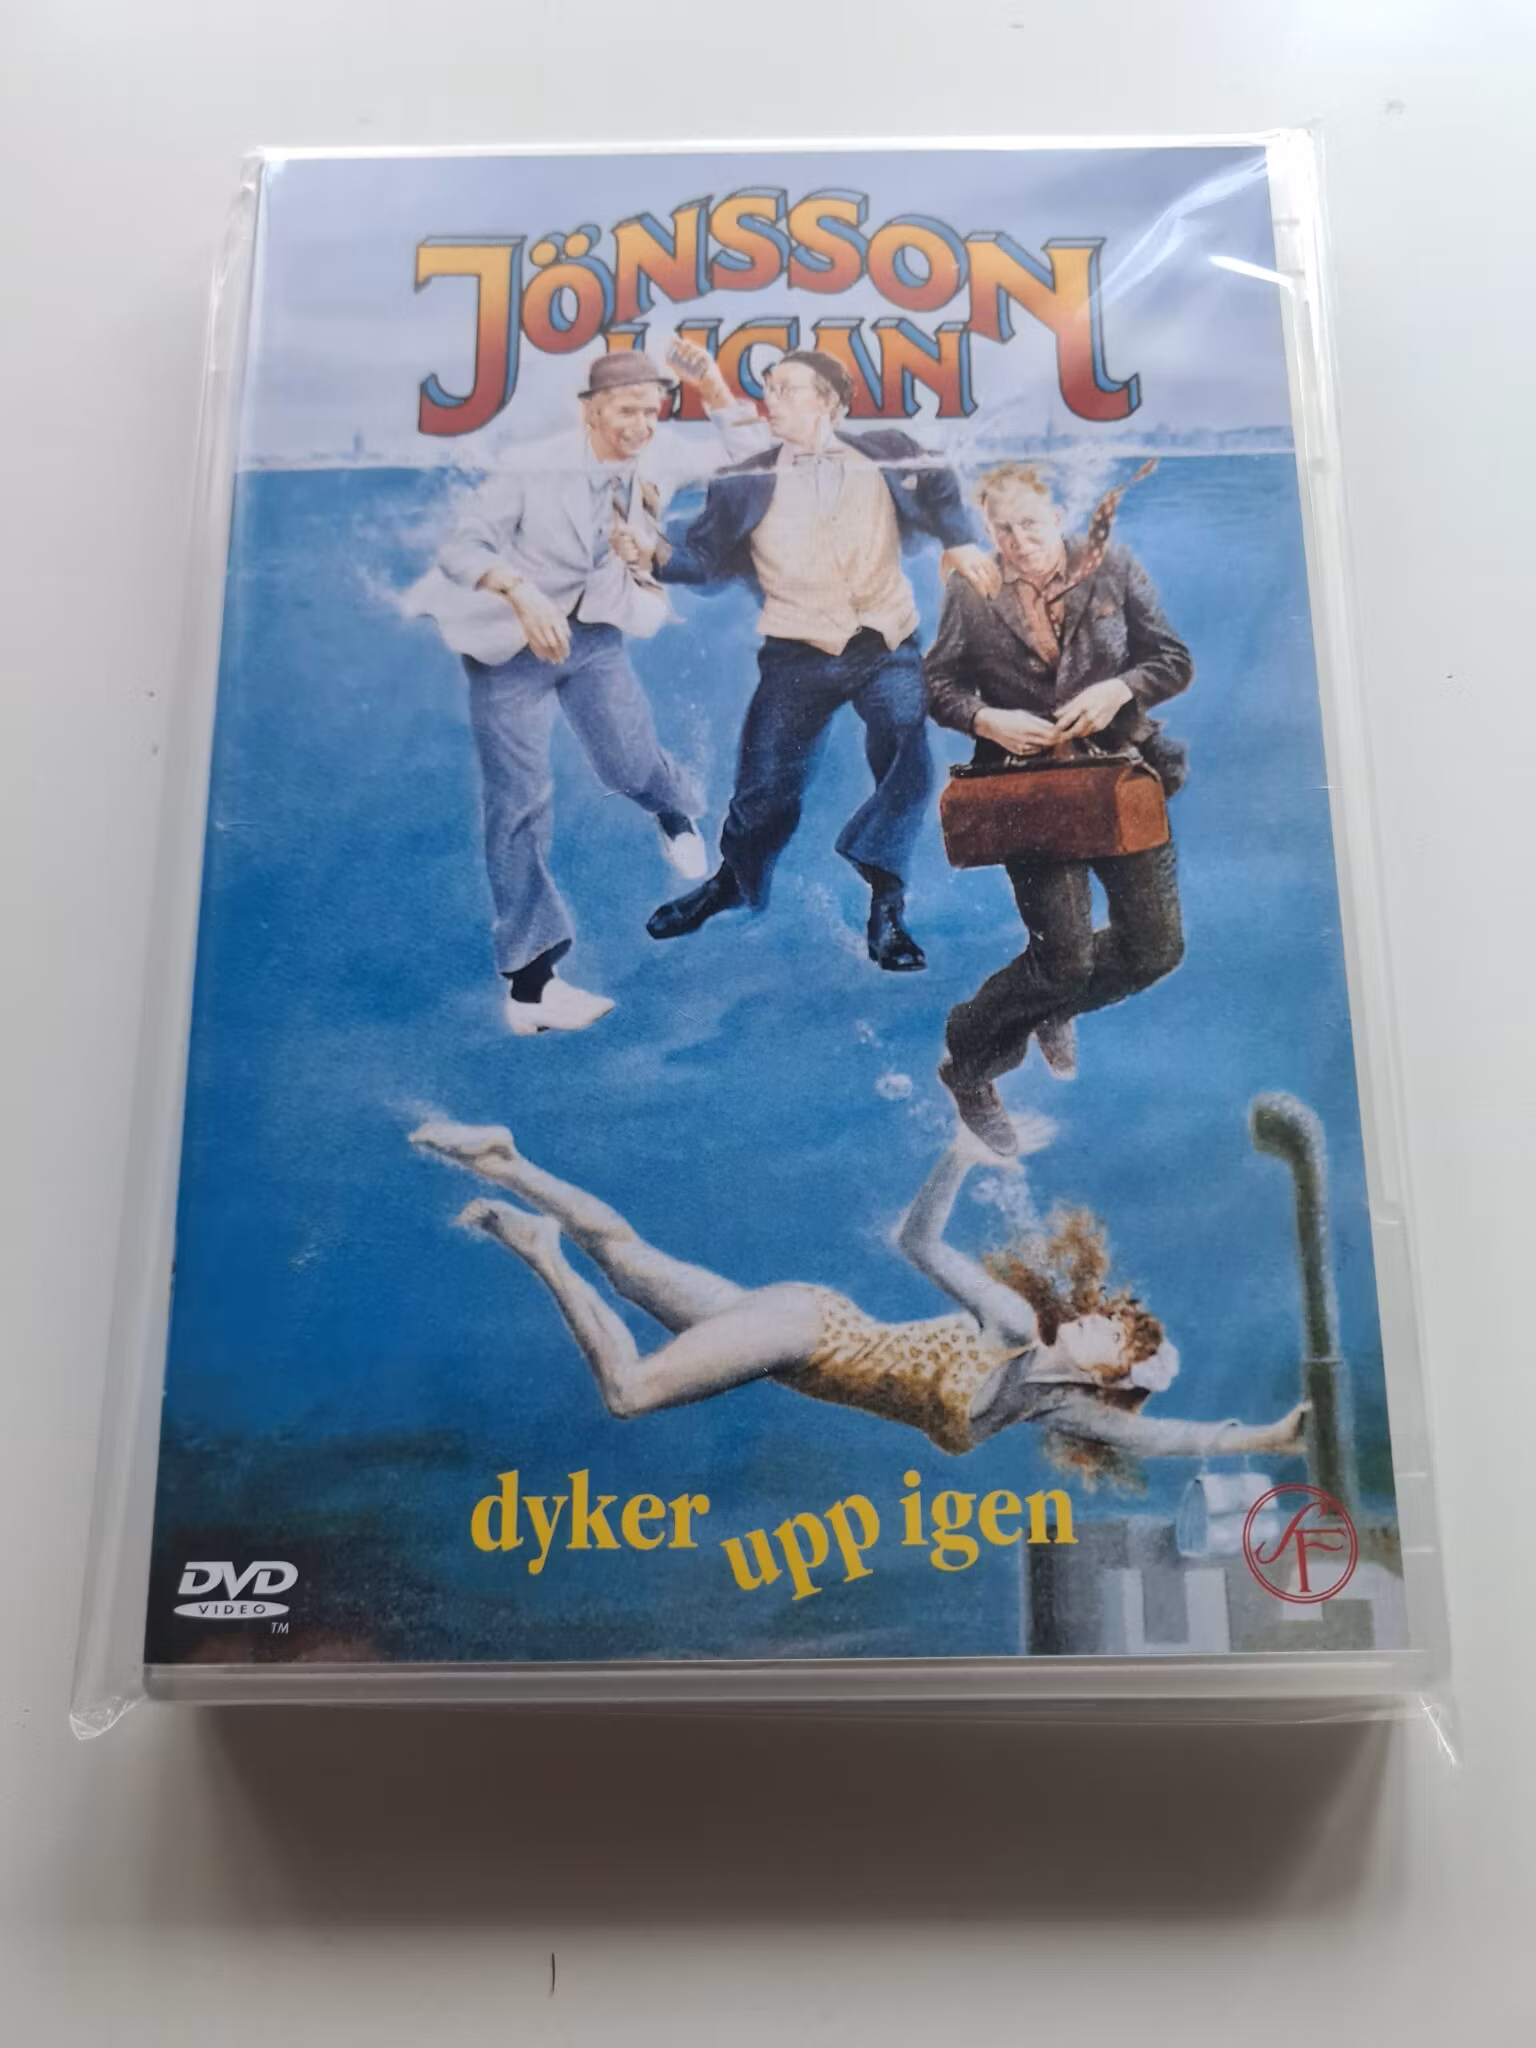 JÖNSSON
LIGAN
dyker upp igen
DVD
VIDEO
TM
SF